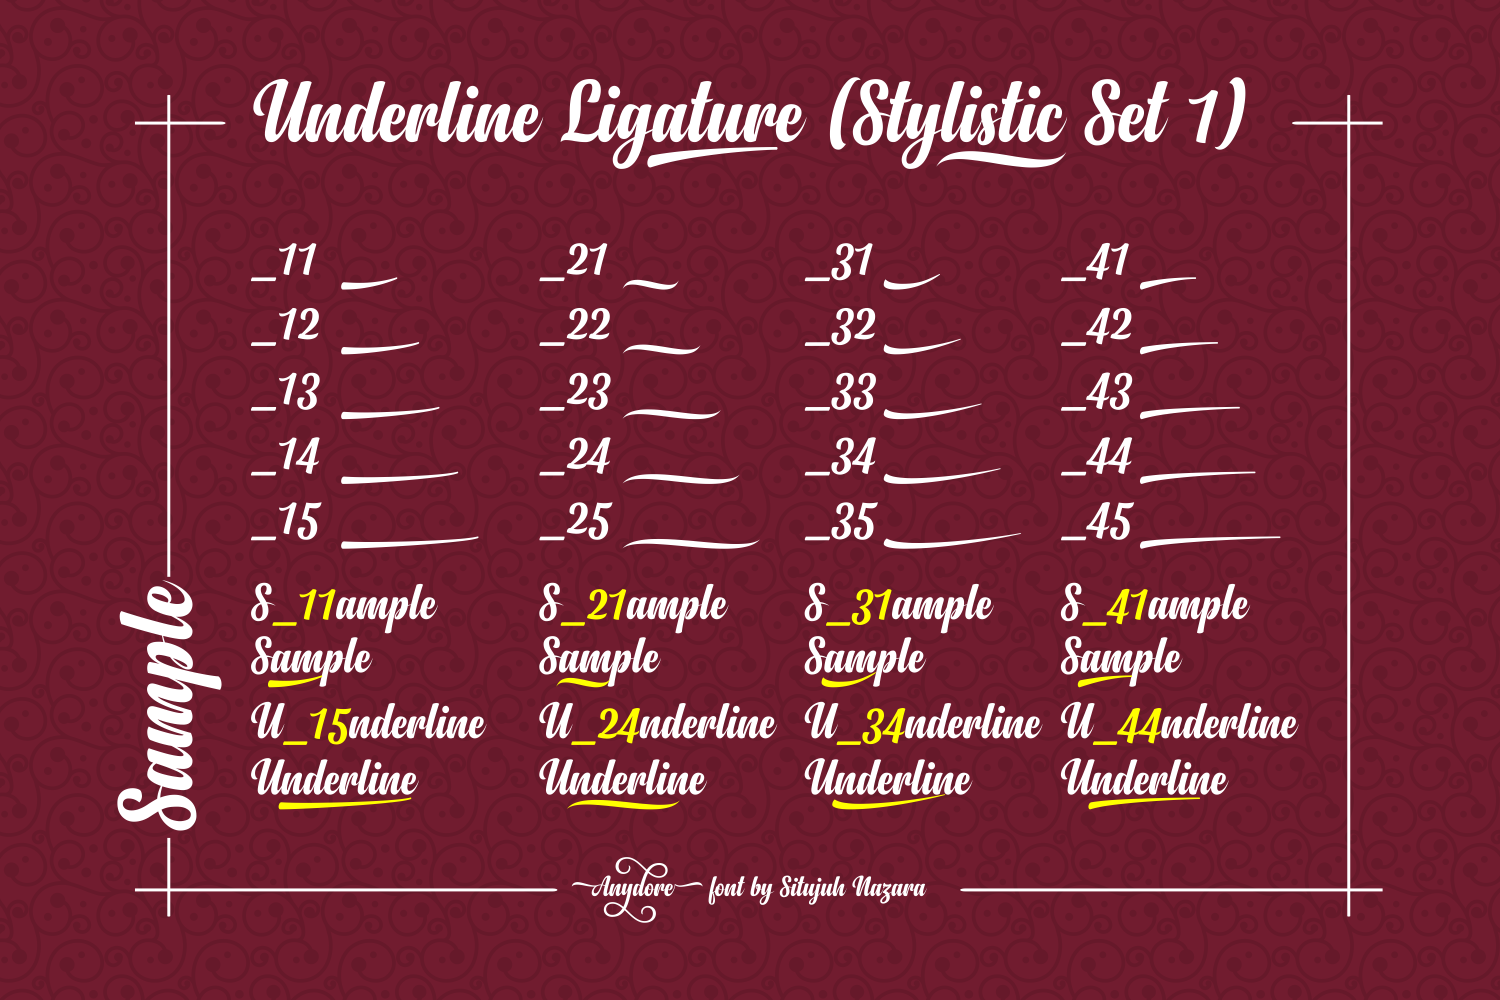 Underline Ligature (Stylistic Set 1)
_11 _21 _31 _41
_12 _22 _32 _42
_13 _23 _33 _43
_14 _24 _34 _44
_15 _25 _35 _45
S_11ample S_21ample S_31ample S_41ample
Sample Sample Sample Sample
U_15nderline U_24nderline U_34nderline U_44nderline
Underline Underline Underline Underline
Sample
Anydore font by Situjuh Nazara